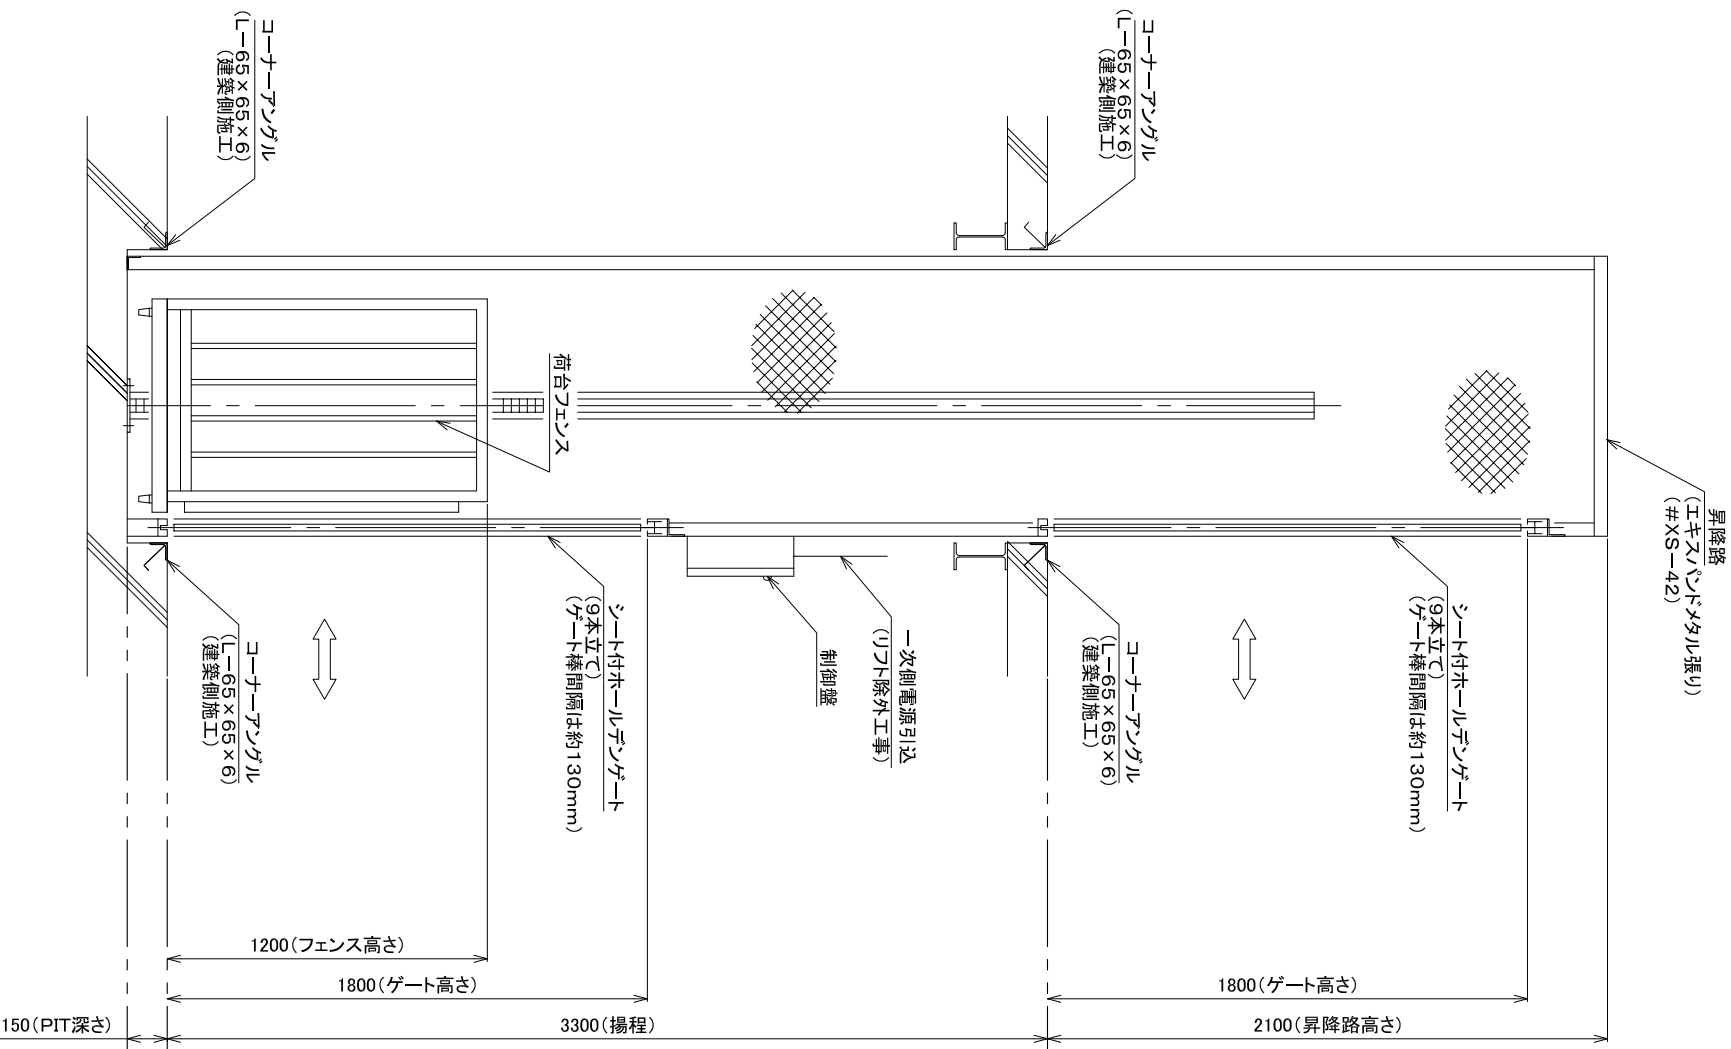 コーナーアングル
(L-65×65×6)
(建築側施工)
コーナーアングル
(L-65×65×6)
(建築側施工)
昇降路
(エキスパンドメタル張り)
(#XS-42)
荷台フェンス
シート付ホールデンゲート
(9本立て)
(ゲート棒間隔は約130mm)
コーナーアングル
(L-65×65×6)
(建築側施工)
一次側電源引込
(リフト除外工事)
制御盤
シート付ホールデンゲート
(9本立て)
(ゲート棒間隔は約130mm)
コーナーアングル
(L-65×65×6)
(建築側施工)
1200(フェンス高さ)
1800(ゲート高さ)
1800(ゲート高さ)
150(PIT深さ)
3300(揚程)
2100(昇降路高さ)